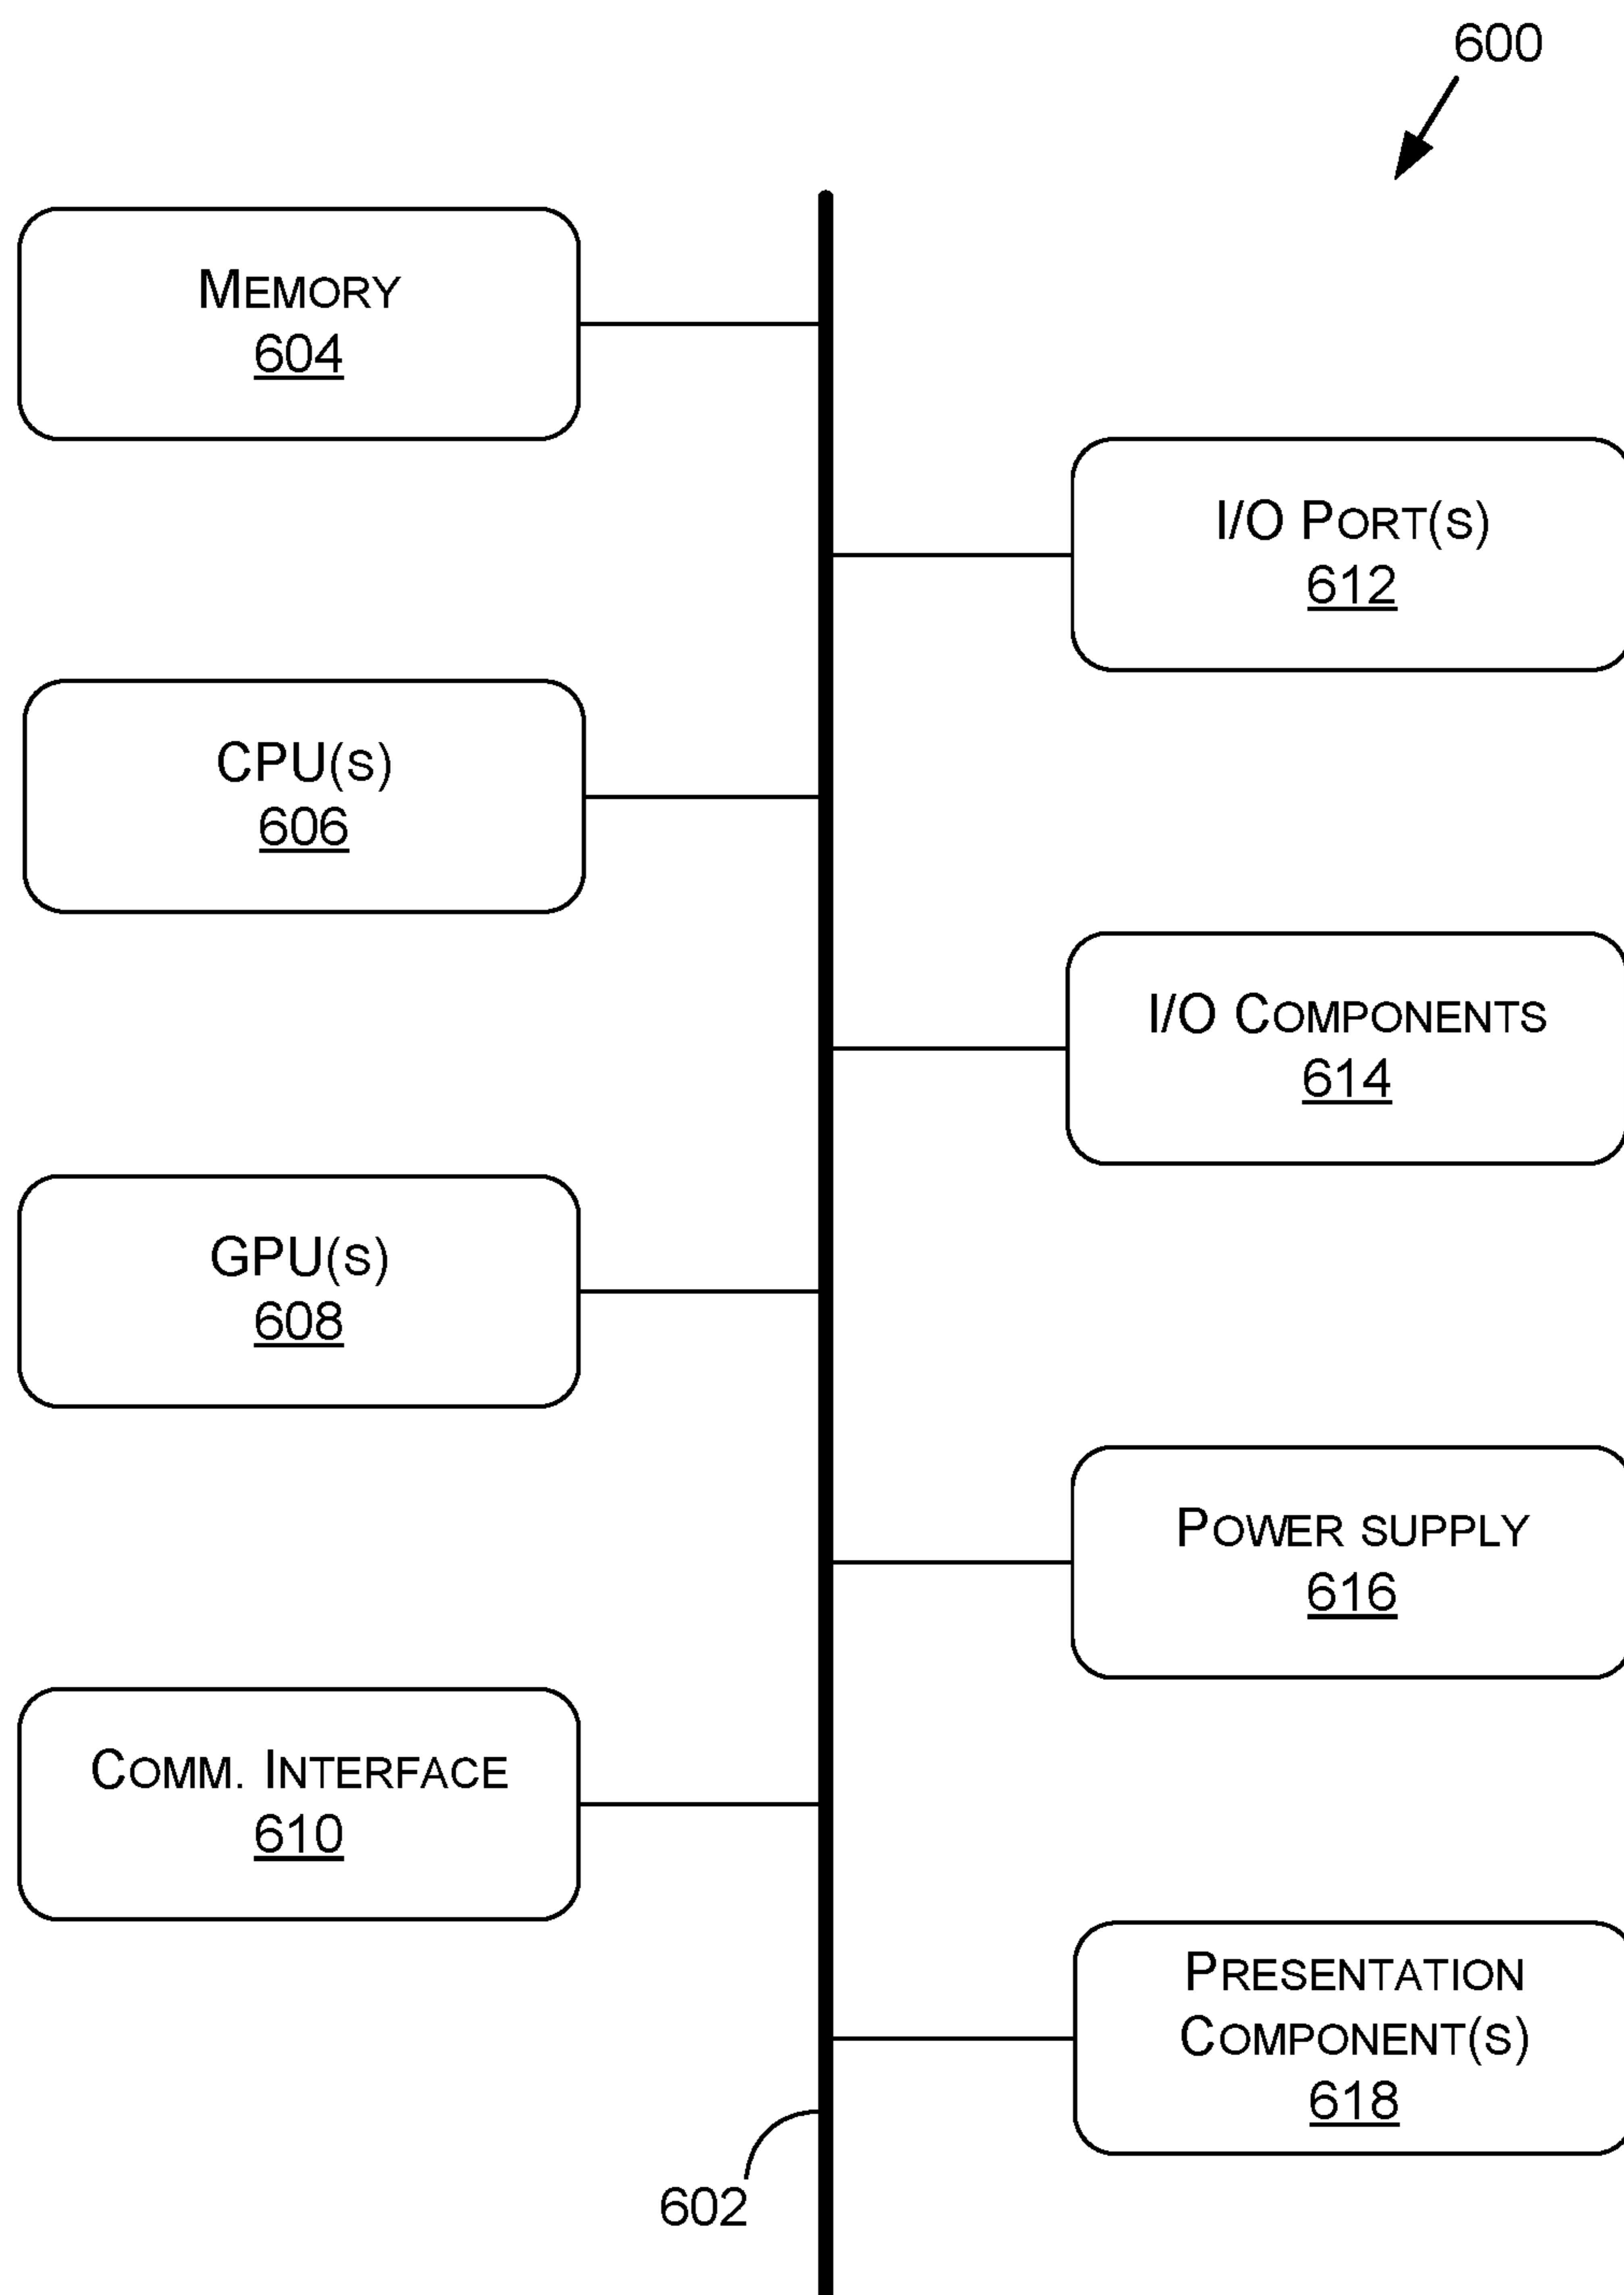 600
MEMORY
604
I/O PORT(S)
612
CPU(S)
606
I/O COMPONENTS
614
GPU(S)
608
POWER SUPPLY
616
COMM. INTERFACE
610
PRESENTATION
COMPONENT(S)
618
602